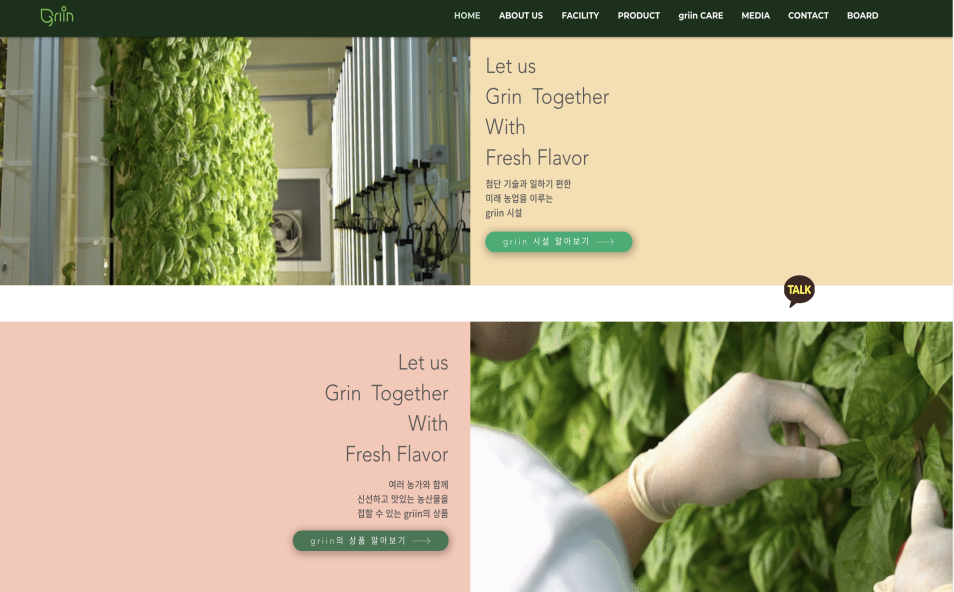 Griin
HOME ABOUT US FACILITY PRODUCT griin CARE MEDIA CONTACT BOARD
Let us
Grin Together
With
Fresh Flavor
첨단 기술과 일하기 편한
미래 농업을 이루는
griin 시설
griin 시설 알아보기
TALK
Let us
Grin Together
With
Fresh Flavor
여러 농가와 함께
신선하고 맛있는 농산물을
접할 수 있는 griin의 상품
griin의 상품 알아보기